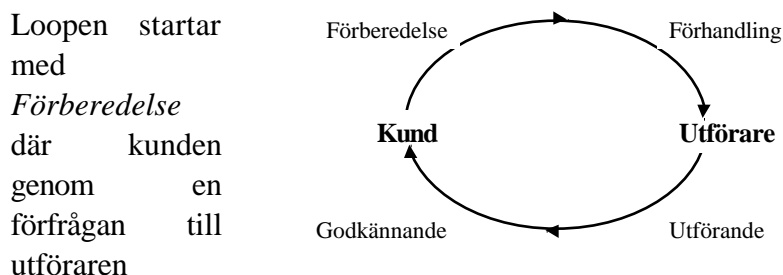 Loopen startar
med
Förberedelse
där kunden
genom en
förfrågan till
utföraren
Förberedelse
Förhandling
Kund
Utförare
Godkännande
Utförande